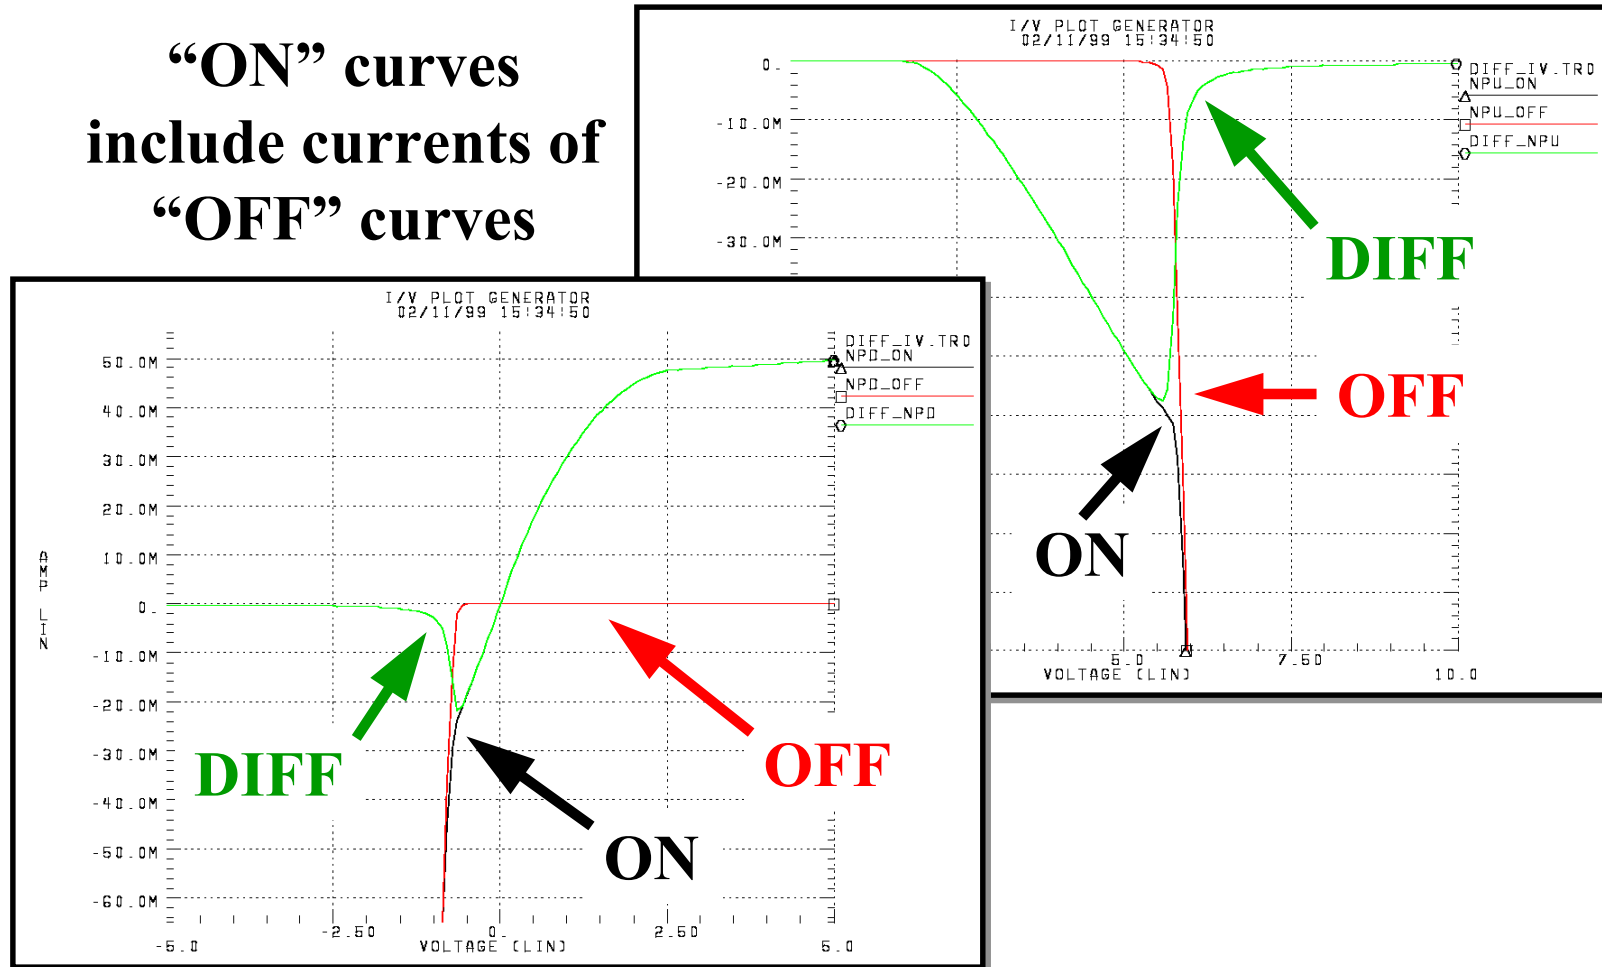 “ON” curves
include currents of
“OFF” curves
I/V PLOT GENERATOR
02/11/99 15:34:50
0.
-10.0M
-20.0M
-30.0M
DIFF_IV.TR0
NPU_ON
NPU_OFF
DIFF_NPU
DIFF
OFF
ON
5.0
7.50
10.0
VOLTAGE (LIN)
I/V PLOT GENERATOR
02/11/99 15:34:50
50.0M
40.0M
30.0M
20.0M
10.0M
0.
-10.0M
-20.0M
-30.0M
-40.0M
-50.0M
-60.0M
AMP LIN
DIFF_IV.TR0
NPD_ON
NPD_OFF
DIFF_NPD
DIFF
OFF
ON
-5.0
-2.50
0.
2.50
5.0
VOLTAGE (LIN)